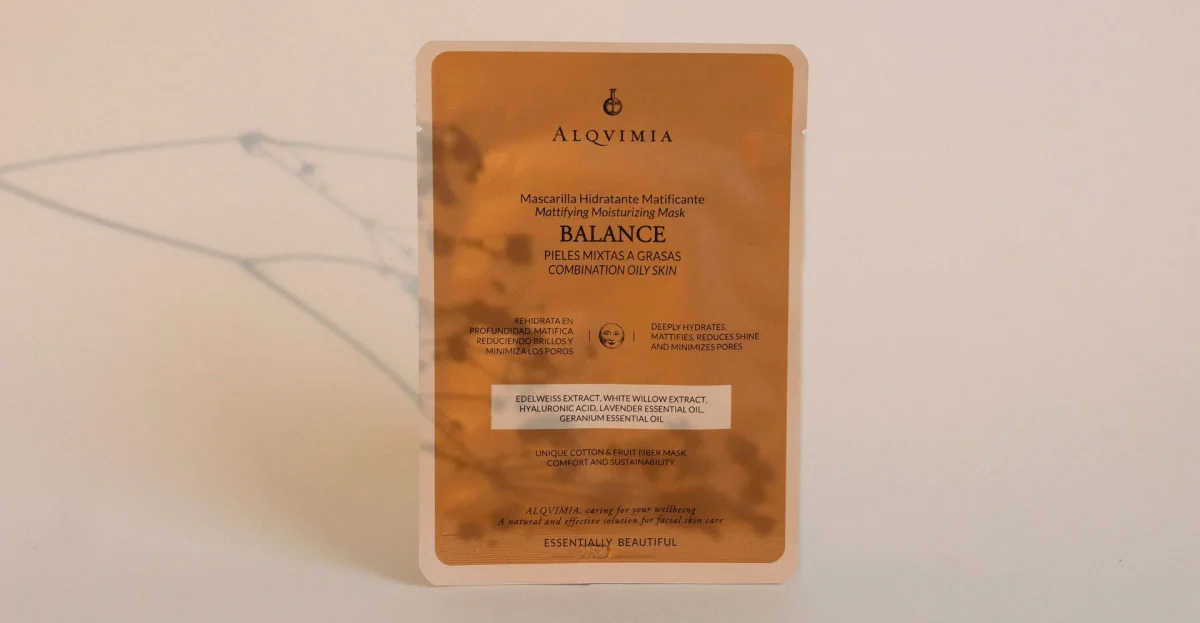 ALQVIMIA
Mascarilla Hidratante Matificante
Mattifying Moisturizing Mask
BALANCE
PIELES MIXTAS A GRASAS
COMBINATION OILY SKIN
REHIDRATA EN
PROFUNDIDAD, MATIFICA
REDUCIENDO BRILLOS Y
MINIMIZA LOS POROS
DEEPLY HYDRATES,
MATTIFIES, REDUCES SHINE
AND MINIMIZES PORES
EDELWEISS EXTRACT, WHITE WILLOW EXTRACT,
HYALURONIC ACID, LAVENDER ESSENTIAL OIL,
GERANIUM ESSENTIAL OIL
UNIQUE COTTON & FRUIT FIBER MASK
COMFORT AND SUSTAINABILITY
ALQVIMIA, caring for your wellbeing
A natural and effective solution for facial skin care
ESSENTIALLY BEAUTIFUL